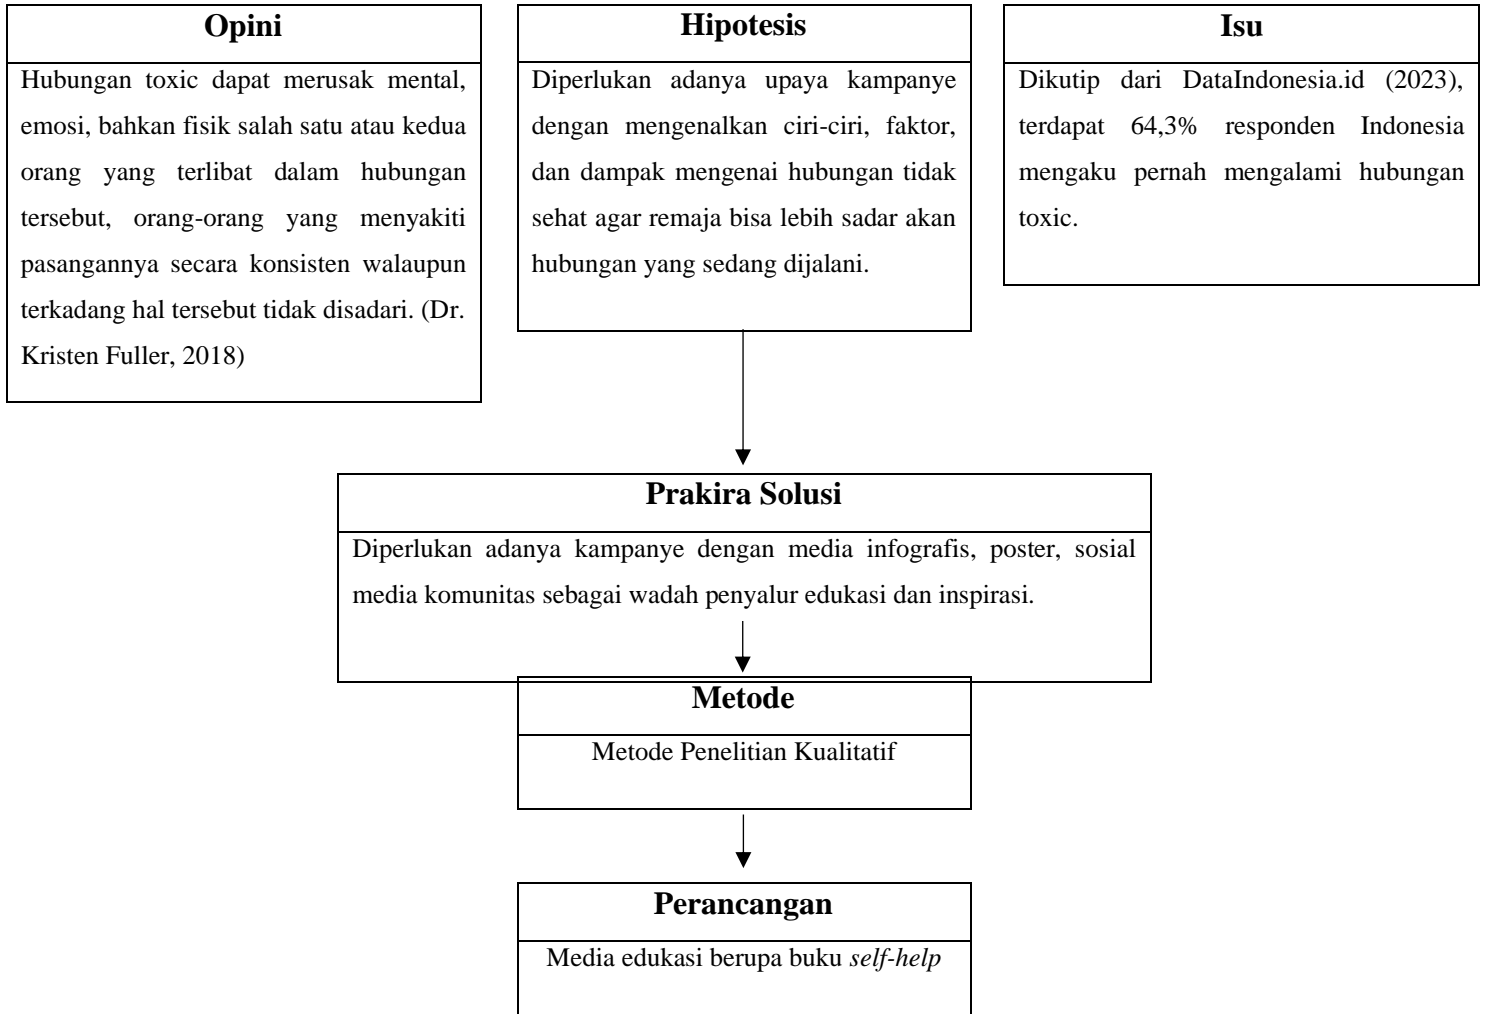 Opini
Hubungan toxic dapat merusak mental,
emosi, bahkan fisik salah satu atau kedua
orang yang terlibat dalam hubungan
tersebut, orang-orang yang menyakiti
pasangannya secara konsisten walaupun
terkadang hal tersebut tidak disadari. (Dr.
Kristen Fuller, 2018)
Hipotesis
Diperlukan adanya upaya kampanye
dengan mengenalkan ciri-ciri, faktor,
dan dampak mengenai hubungan tidak
sehat agar remaja bisa lebih sadar akan
hubungan yang sedang dijalani.
Isu
Dikutip dari DataIndonesia.id (2023),
terdapat 64,3% responden Indonesia
mengaku pernah mengalami hubungan
toxic.
Prakira Solusi
Diperlukan adanya kampanye dengan media infografis, poster, sosial
media komunitas sebagai wadah penyalur edukasi dan inspirasi.
Metode
Metode Penelitian Kualitatif
Perancangan
Media edukasi berupa buku self-help